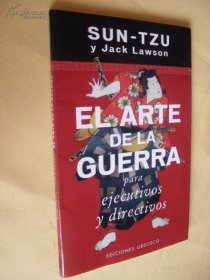 SUN-TZU
y Jack Lawson
EL ARTE
DE LA
GUERRA
para
ejecutivos
y directivos
EDICIONES OBELISCO